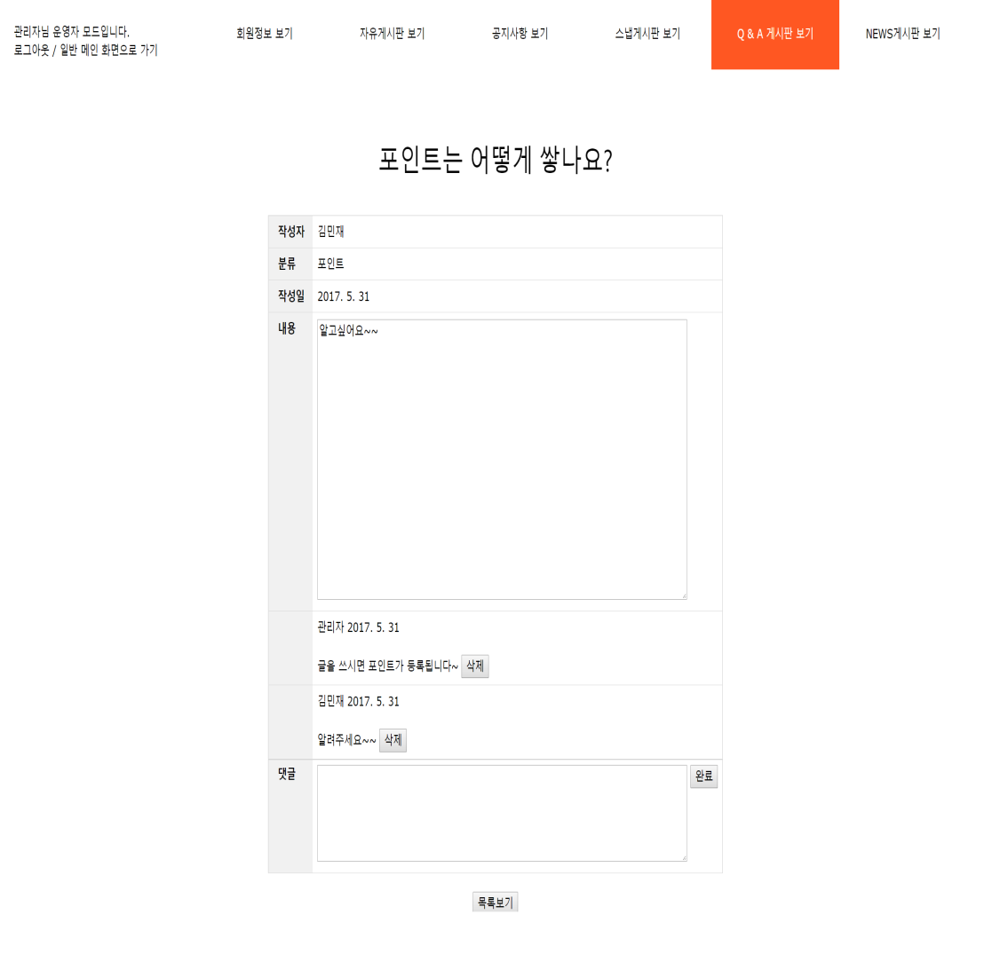 관리자님 운영자 모드입니다.
로그아웃 / 일반 메인 화면으로 가기
회원정보 보기
자유게시판 보기
공지사항 보기
스냅게시판 보기
Q & A 게시판 보기
NEWS게시판 보기
포인트는 어떻게 쌓나요?
작성자 김민재
분류 포인트
작성일 2017. 5. 31
내용 알고싶어요~~
관리자 2017. 5. 31
글을 쓰시면 포인트가 등록됩니다~ 삭제
김민재 2017. 5. 31
알려주세요~~ 삭제
댓글 완료
목록보기